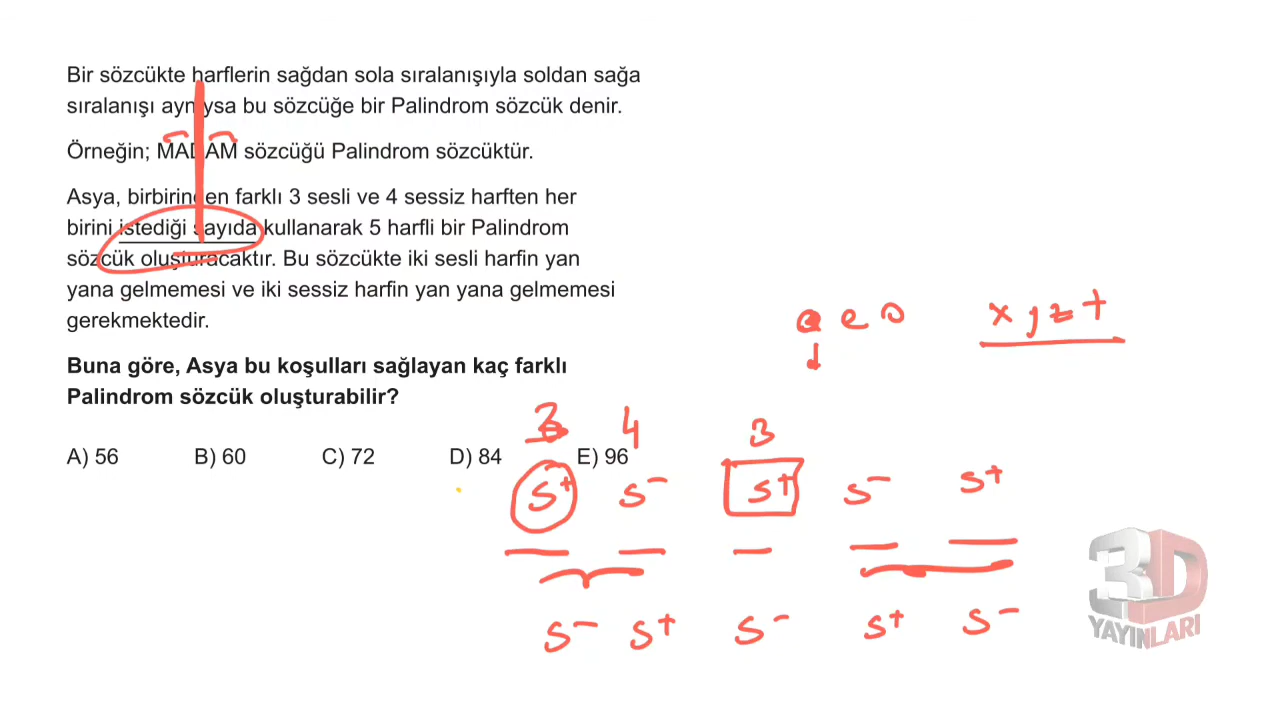 Bir sözcükte harflerin sağdan sola sıralanışıyla soldan sağa
sıralanışı aynıysa bu sözcüğe bir Palindrom sözcük denir.
Örneğin; MADAM sözcüğü Palindrom sözcüktür.
Asya, birbirinden farklı 3 sesli ve 4 sessiz harften her
birini istediği sayıda kullanarak 5 harfli bir Palindrom
sözcük oluşturacaktır. Bu sözcükte iki sesli harfin yan
yana gelmemesi ve iki sessiz harfin yan yana gelmemesi
gerekmektedir.
Buna göre, Asya bu koşulları sağlayan kaç farklı
Palindrom sözcük oluşturabilir?
A) 56 B) 60 C) 72 D) 84 E) 96
e o x y z t
3 4 3
s+ s- s+ s- s+
s- s+ s- s+ s-
3D
YAYINLARI